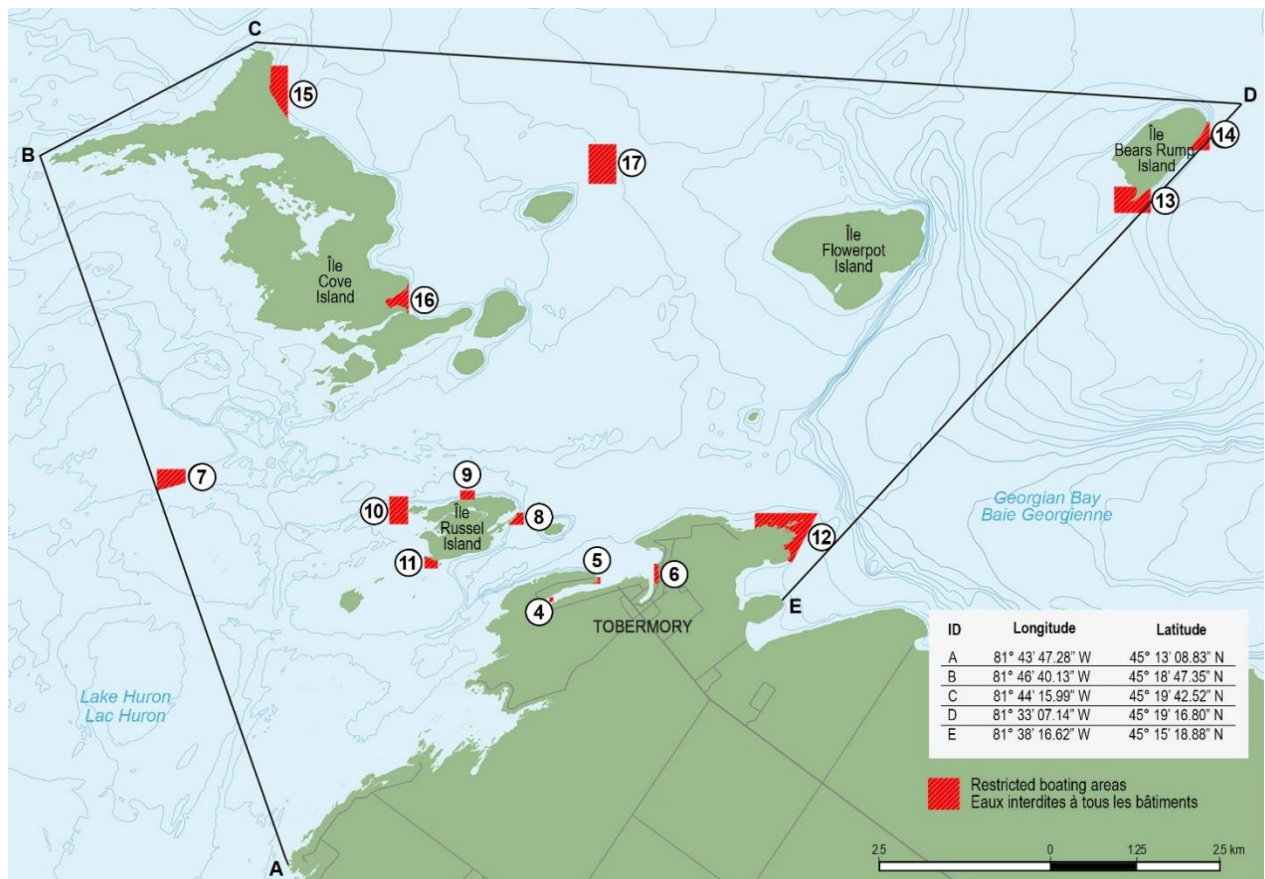 C
D
B
15
14
17
Île
Bears Rump
Island
13
Île
Flowerpot
Island
Île
Cove
Island
16
7
9
10
Île
Russel
Island
8
Georgian Bay
Baie Georgienne
12
11
5
6
4
E
TOBERMORY
Lake Huron
Lac Huron
A
ID Longitude Latitude
A 81° 43' 47.28" W 45° 13' 08.83" N
B 81° 46' 40.13" W 45° 18' 47.35" N
C 81° 44' 15.99" W 45° 19' 42.52" N
D 81° 33' 07.14" W 45° 19' 16.80" N
E 81° 38' 16.62" W 45° 15' 18.88" N
Restricted boating areas
Eaux interdites à tous les bâtiments
2.5 0 1.25 2.5 km